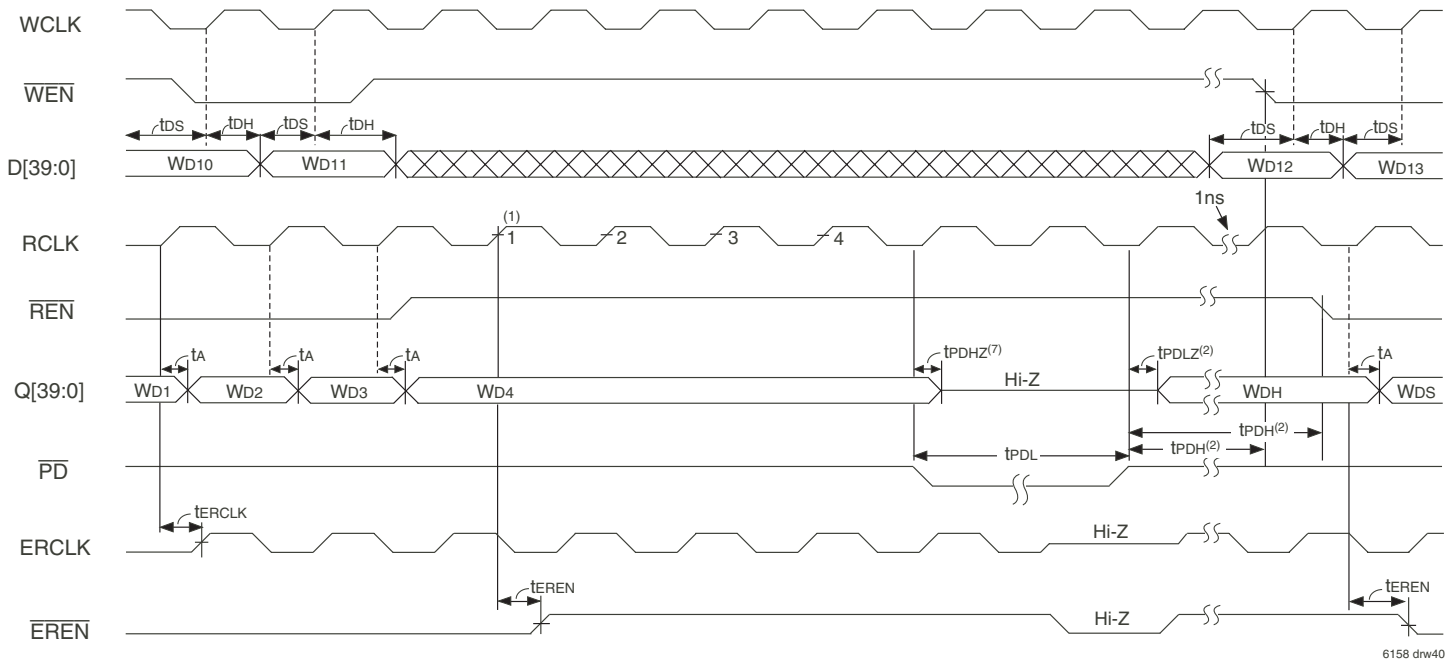 WCLK
WEN
tDS tDH tDS tDH tDS tDH tDS
D[39:0] WD10 WD11 WD12 WD13
1ns
(1)
RCLK 1 2 3 4
REN
tA tA tA tPDHZ(7) tPDLZ(2) tA
Q[39:0] WD1 WD2 WD3 WD4 Hi-Z WDH WDS
tPDH(2)
tPDL tPDH(2)
PD
tERCLK
ERCLK Hi-Z
tEREN tEREN
EREN Hi-Z
6158 drw40